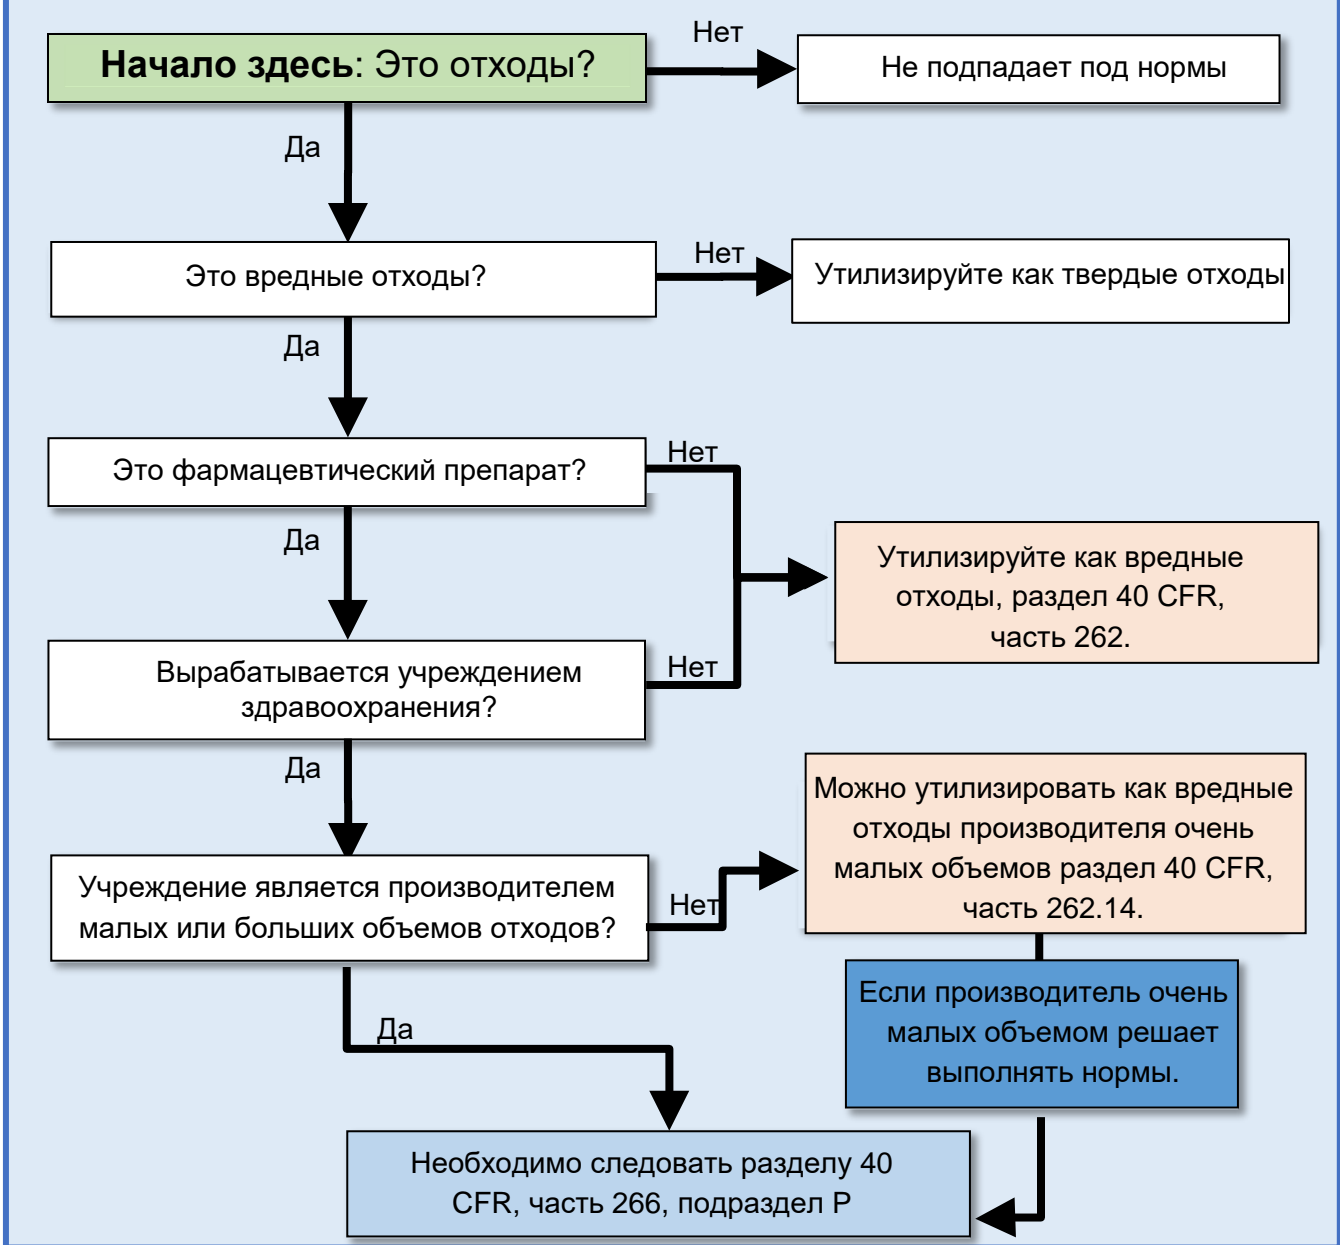 Нет
Начало здесь: Это отходы?
Не подпадает под нормы
Да
Это вредные отходы?
Нет
Утилизируйте как твердые отходы
Да
Это фармацевтический препарат?
Нет
Да
Утилизируйте как вредные
отходы, раздел 40 CFR,
часть 262.
Вырабатывается учреждением
здравоохранения?
Нет
Да
Можно утилизировать как вредные
отходы производителя очень
малых объемов раздел 40 CFR,
часть 262.14.
Учреждение является производителем
малых или больших объемов отходов?
Нет
Если производитель очень
малых объемом решает
выполнять нормы.
Да
Необходимо следовать разделу 40
CFR, часть 266, подраздел P